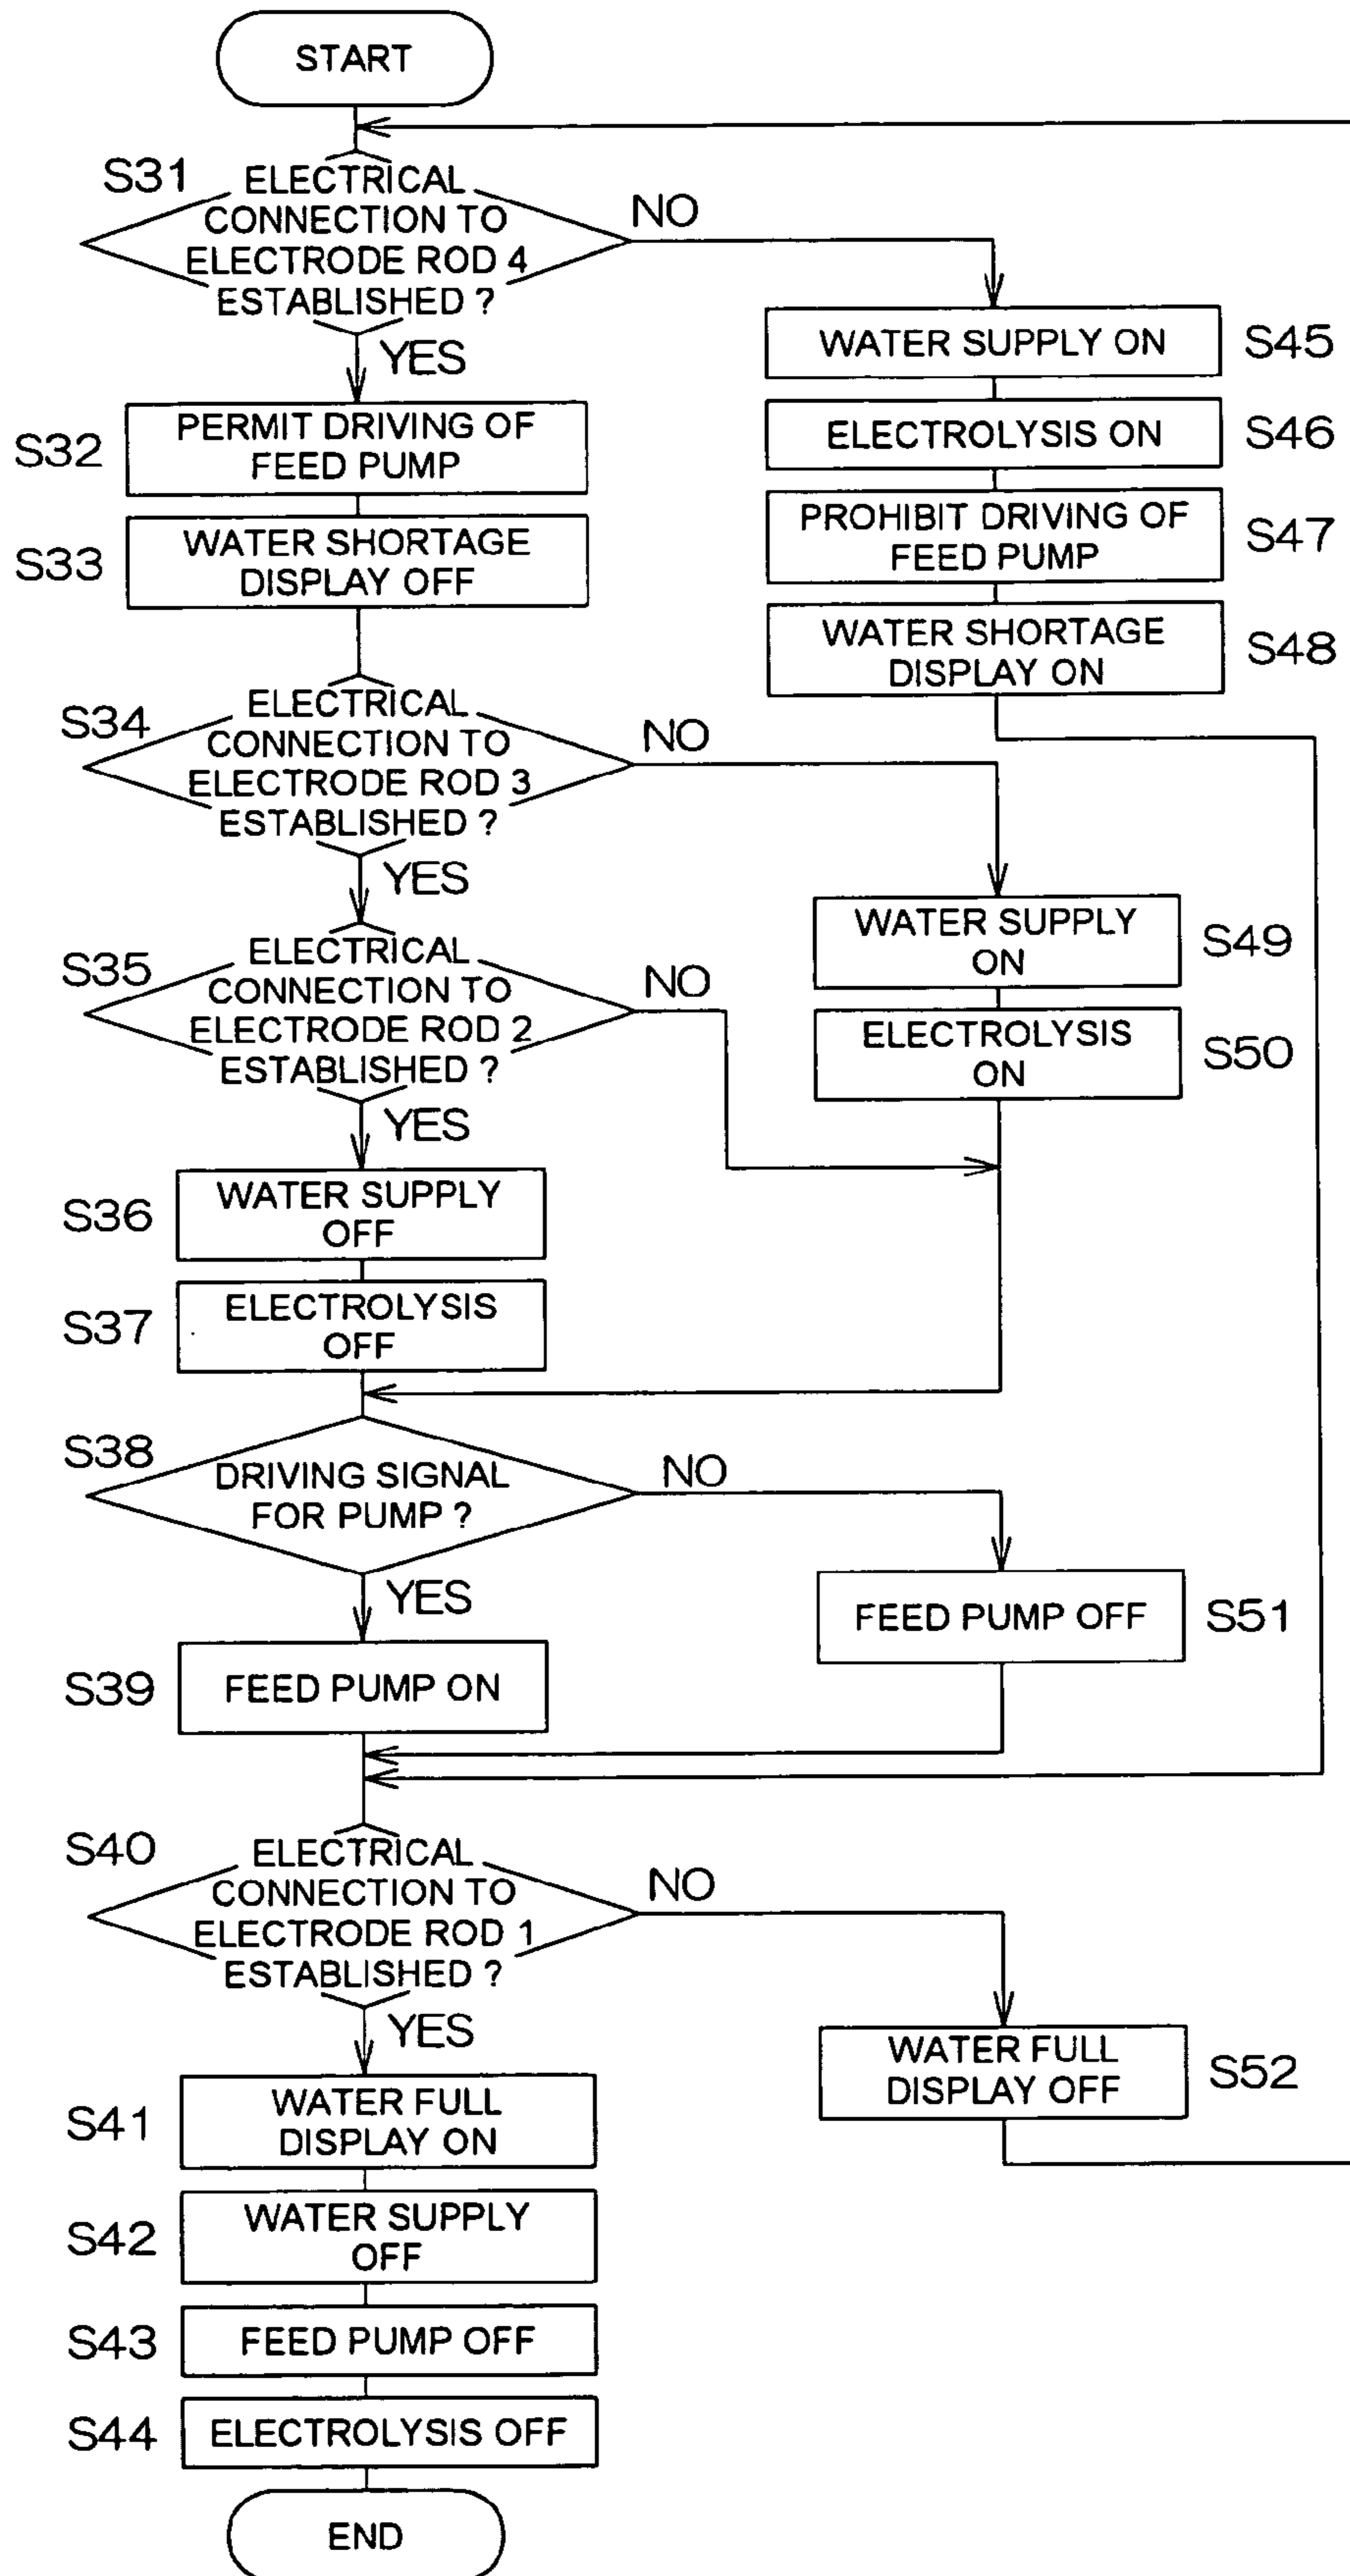 START
S31
ELECTRICAL
CONNECTION TO
ELECTRODE ROD 4
ESTABLISHED ?
NO
YES
S45
WATER SUPPLY ON
S46
ELECTROLYSIS ON
S47
PROHIBIT DRIVING OF
FEED PUMP
S48
WATER SHORTAGE
DISPLAY ON
S32
PERMIT DRIVING OF
FEED PUMP
S33
WATER SHORTAGE
DISPLAY OFF
S34
ELECTRICAL
CONNECTION TO
ELECTRODE ROD 3
ESTABLISHED ?
NO
YES
S49
WATER SUPPLY
ON
S50
ELECTROLYSIS
ON
S35
ELECTRICAL
CONNECTION TO
ELECTRODE ROD 2
ESTABLISHED ?
NO
YES
S36
WATER SUPPLY
OFF
S37
ELECTROLYSIS
OFF
S38
DRIVING SIGNAL
FOR PUMP ?
NO
YES
S51
FEED PUMP OFF
S39
FEED PUMP ON
S40
ELECTRICAL
CONNECTION TO
ELECTRODE ROD 1
ESTABLISHED ?
NO
YES
S52
WATER FULL
DISPLAY OFF
S41
WATER FULL
DISPLAY ON
S42
WATER SUPPLY
OFF
S43
FEED PUMP OFF
S44
ELECTROLYSIS OFF
END